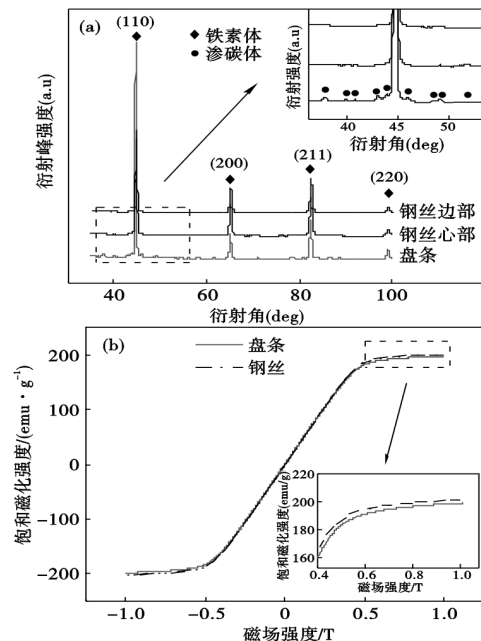 (a)
(110)
◆ 铁素体
● 渗碳体
衍射强度(a.u)
40 45 50
衍射角(deg)
衍射峰强度(a.u)
(200)
(211)
(220)
钢丝边部
钢丝心部
盘条
40 60 80 100
衍射角(deg)
(b)
盘条
钢丝
饱和磁化强度/(emu·g⁻¹)
200
100
0
-100
-200
饱和磁化强度(emu/g)
220
200
180
160
0.4 0.6 0.8 1.0
磁场强度/T
-1.0 -0.5 0 0.5 1.0
磁场强度/T